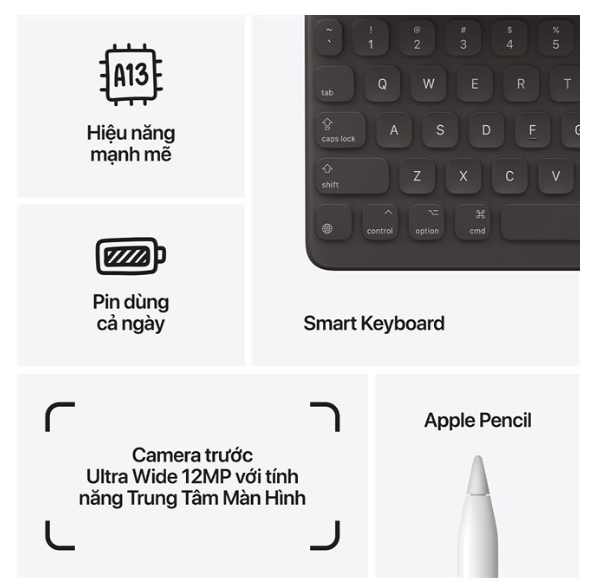 A13
Hiệu năng
mạnh mẽ
~ ! @ # $ %
` 1 2 3 4 5
tab Q W E R T
caps lock A S D F G
shift Z X C V
control option cmd
Pin dùng
cả ngày
Smart Keyboard
Camera trước
Ultra Wide 12MP với tính
năng Trung Tâm Màn Hình
Apple Pencil